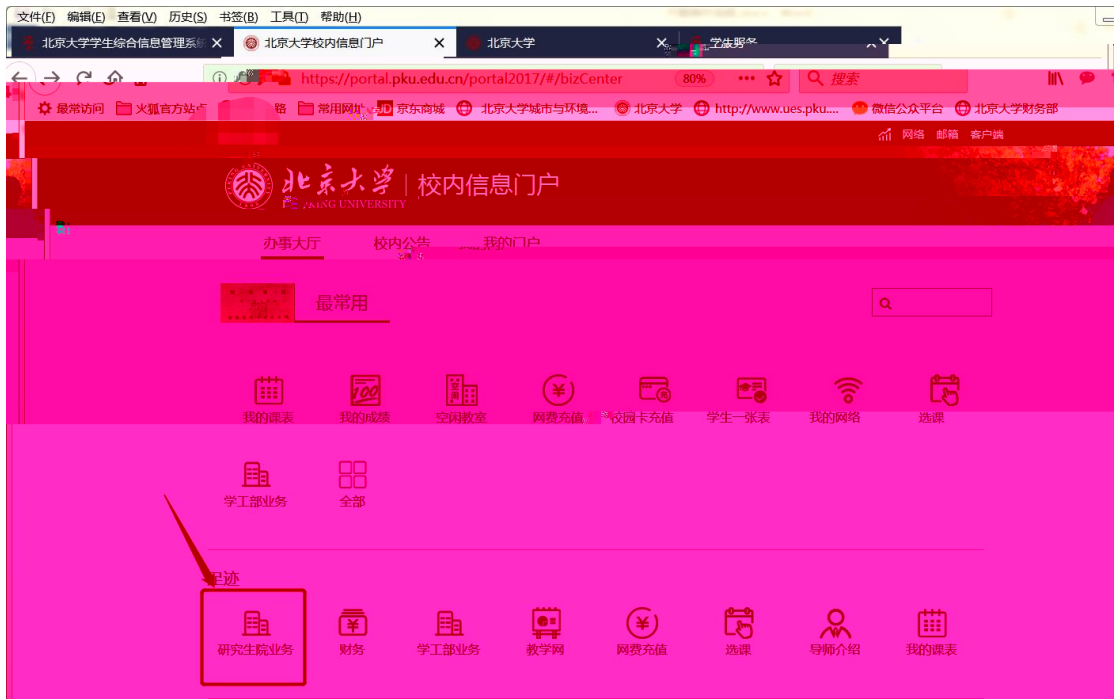 文件(F) 编辑(E) 查看(V) 历史(S) 书签(B) 工具(T) 帮助(H)
北京大学学生综合信息管理系统 × 北京大学校内信息门户 × 北京大学 ×
https://portal.pku.edu.cn/portal2017/#/bizCenter 80% 搜索
最常访问 火狐官方站点 常用网址 JD 京东商城 北京大学城市与环境... 北京大学 http://www.ues.pku.... 微信公众平台 北京大学财务部
网络 邮箱 客户端
北京大学 校内信息门户
PEKING UNIVERSITY
办事大厅 校内公告 我的门户
最常用
我的课表 我的成绩 空闲教室 网费充值 校园卡充值 学生一张表 我的网络 选课
学工部业务 全部
足迹
研究生院业务 财务 学工部业务 教学网 网费充值 选课 导师介绍 我的课表